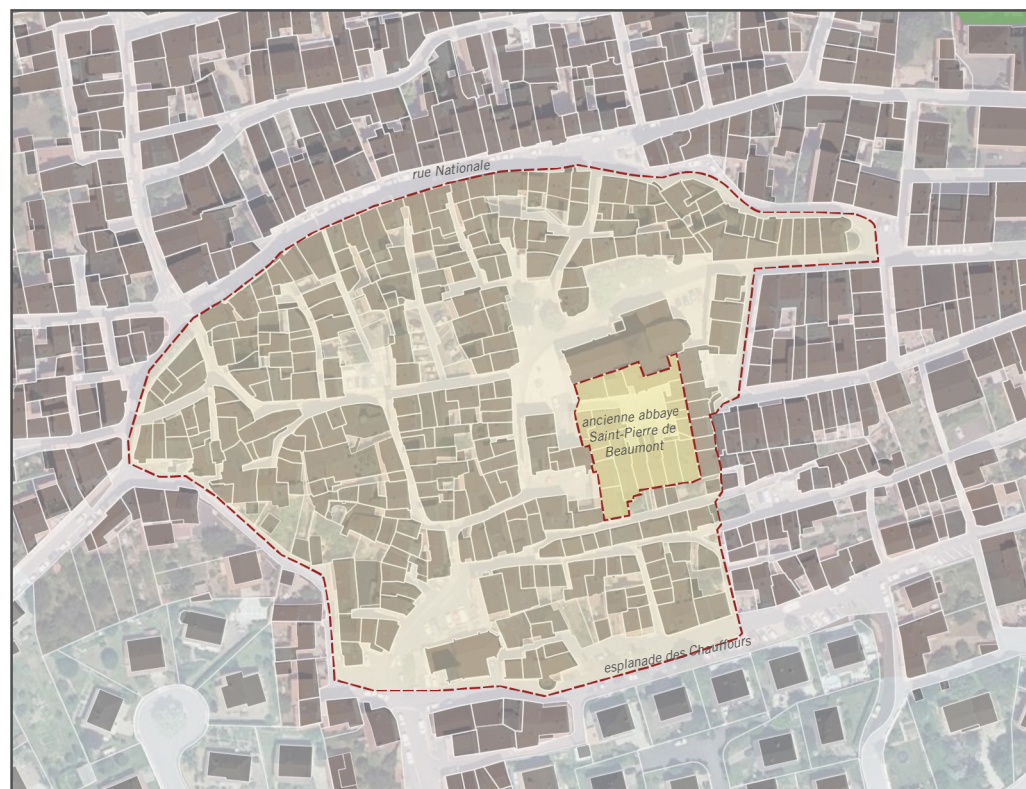 rue Nationale
ancienne abbaye
Saint-Pierre de
Beaumont
esplanade des Chauffours